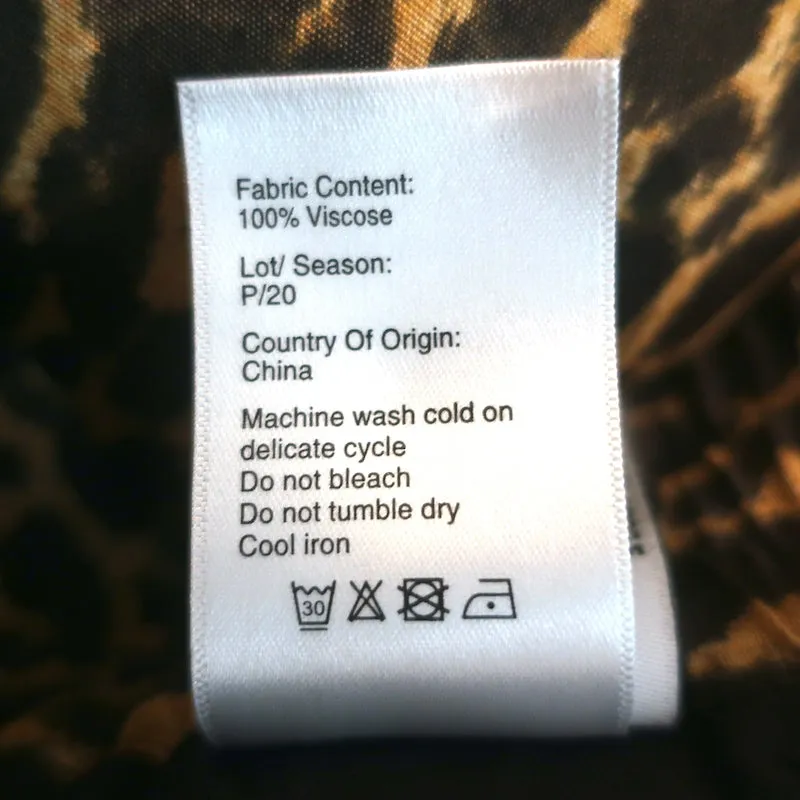 Fabric Content:
100% Viscose
Lot/ Season:
P/20
Country Of Origin:
China
Machine wash cold on
delicate cycle
Do not bleach
Do not tumble dry
Cool iron
30